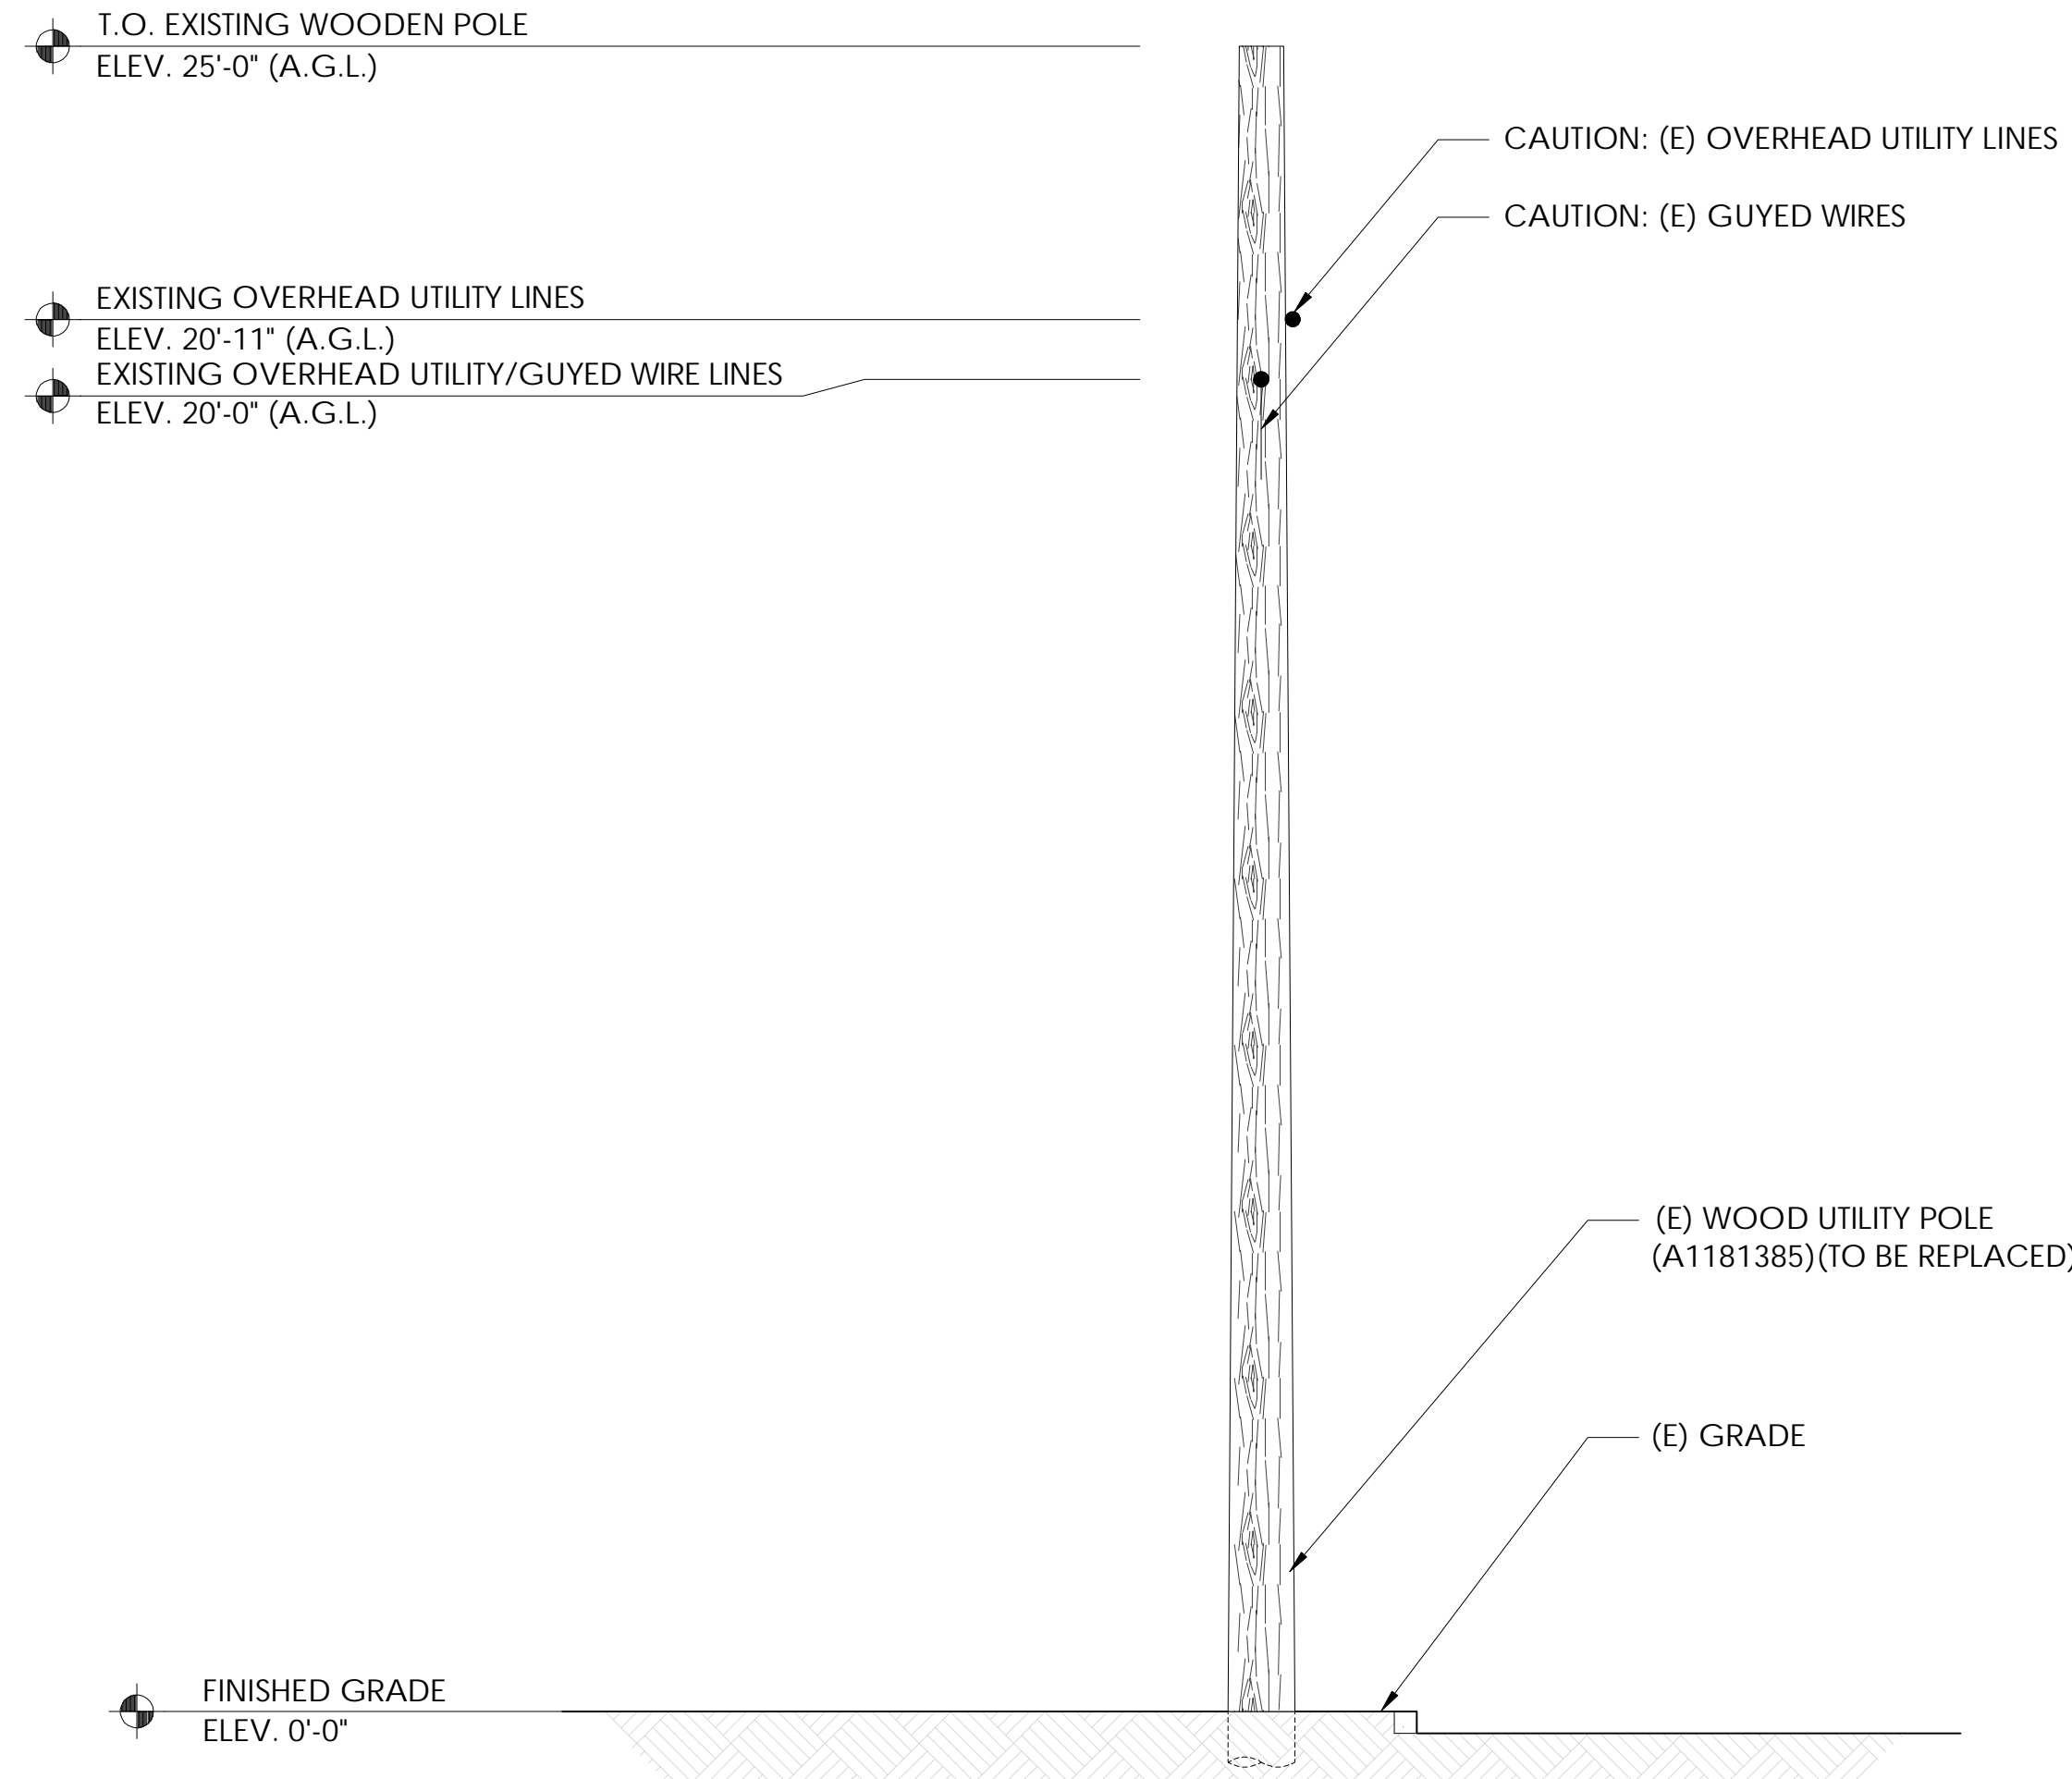 T.O. EXISTING WOODEN POLE
ELEV. 25'-0" (A.G.L.)
CAUTION: (E) OVERHEAD UTILITY LINES
CAUTION: (E) GUYED WIRES
EXISTING OVERHEAD UTILITY LINES
ELEV. 20'-11" (A.G.L.)
EXISTING OVERHEAD UTILITY/GUYED WIRE LINES
ELEV. 20'-0" (A.G.L.)
(E) WOOD UTILITY POLE
(A1181385)(TO BE REPLACED)
(E) GRADE
FINISHED GRADE
ELEV. 0'-0"